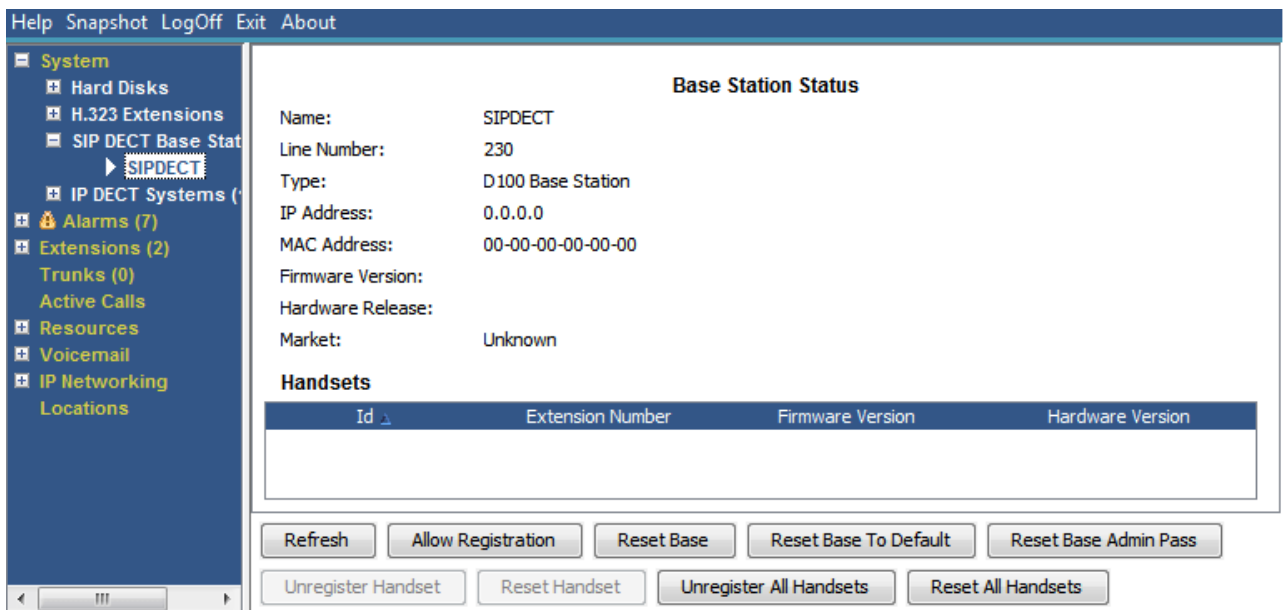 Help Snapshot LogOff Exit About
System
Hard Disks
H.323 Extensions
SIP DECT Base Stat
SIPDECT
IP DECT Systems (
Alarms (7)
Extensions (2)
Trunks (0)
Active Calls
Resources
Voicemail
IP Networking
Locations
Base Station Status
Name: SIPDECT
Line Number: 230
Type: D100 Base Station
IP Address: 0.0.0.0
MAC Address: 00-00-00-00-00-00
Firmware Version:
Hardware Release:
Market: Unknown
Handsets
Id Extension Number Firmware Version Hardware Version
Refresh Allow Registration Reset Base Reset Base To Default Reset Base Admin Pass
Unregister Handset Reset Handset Unregister All Handsets Reset All Handsets